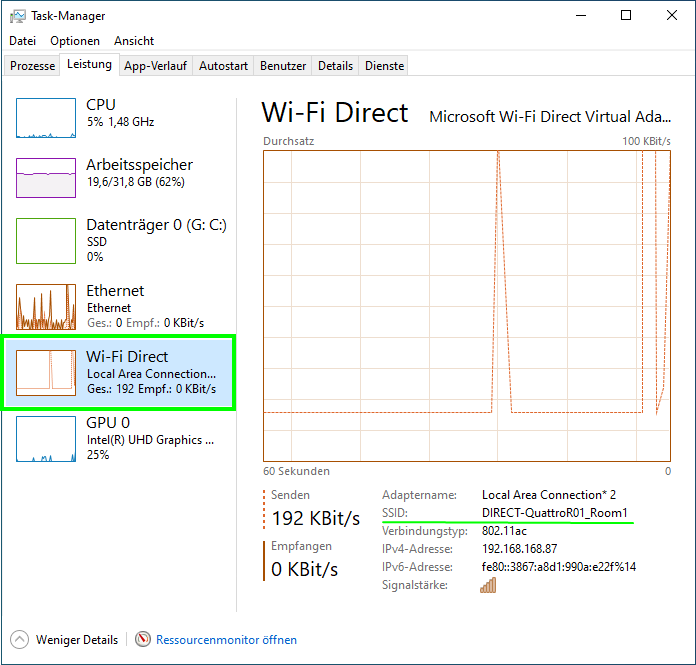 Task-Manager
Datei Optionen Ansicht
Prozesse Leistung App-Verlauf Autostart Benutzer Details Dienste
CPU
5% 1,48 GHz
Arbeitsspeicher
19,6/31,8 GB (62%)
Datenträger 0 (G: C:)
SSD
0%
Ethernet
Ethernet
Ges.: 0 Empf.: 0 KBit/s
Wi-Fi Direct
Local Area Connection...
Ges.: 192 Empf.: 0 KBit/s
GPU 0
Intel(R) UHD Graphics ...
25%
Wi-Fi Direct Microsoft Wi-Fi Direct Virtual Ada...
Durchsatz 100 KBit/s
60 Sekunden 0
Senden
192 KBit/s
Empfangen
0 KBit/s
Adaptername: Local Area Connection* 2
SSID: DIRECT-QuattroR01_Room1
Verbindungstyp: 802.11ac
IPv4-Adresse: 192.168.168.87
IPv6-Adresse: fe80::3867:a8d1:990a:e22f%14
Signalstärke:
Weniger Details Ressourcenmonitor öffnen